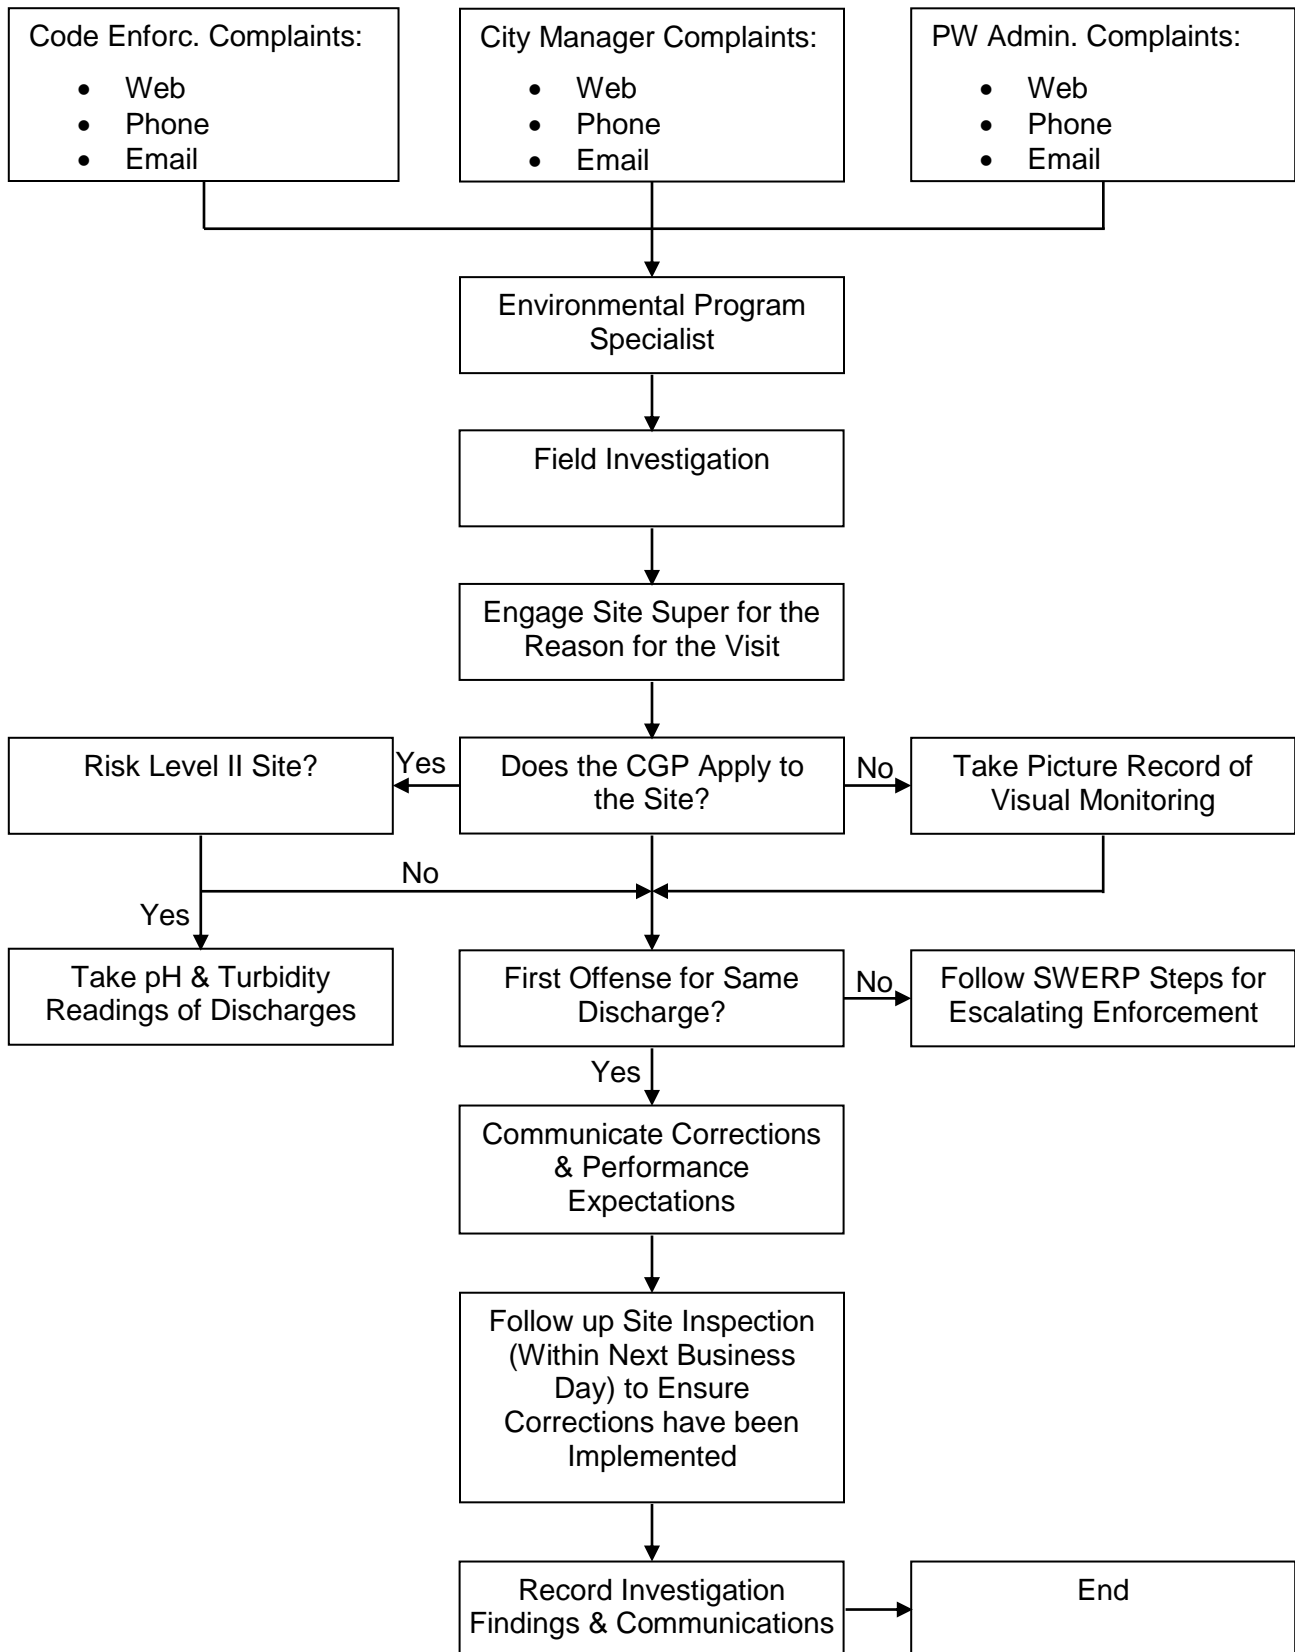 Code Enforc. Complaints:
• Web
• Phone
• Email
City Manager Complaints:
• Web
• Phone
• Email
PW Admin. Complaints:
• Web
• Phone
• Email
Environmental Program
Specialist
Field Investigation
Engage Site Super for the
Reason for the Visit
Risk Level II Site?
Yes
Does the CGP Apply to
the Site?
No
Take Picture Record of
Visual Monitoring
No
Yes
Take pH & Turbidity
Readings of Discharges
First Offense for Same
Discharge?
No
Follow SWERP Steps for
Escalating Enforcement
Yes
Communicate Corrections
& Performance
Expectations
Follow up Site Inspection
(Within Next Business
Day) to Ensure
Corrections have been
Implemented
Record Investigation
Findings & Communications
End